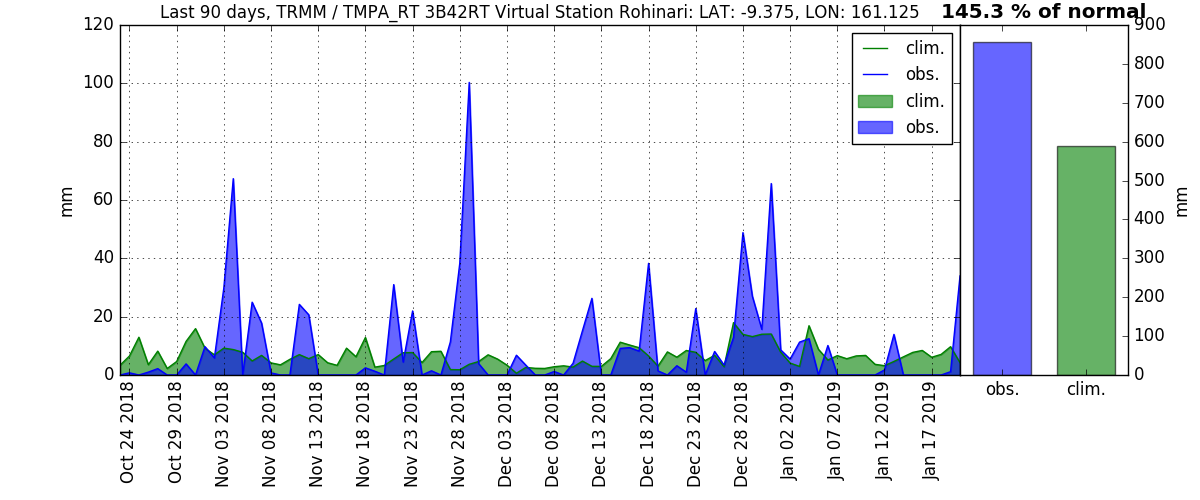 Last 90 days, TRMM / TMPA_RT 3B42RT Virtual Station Rohinari: LAT: -9.375, LON: 161.125
145.3 % of normal
120
100
80
60
40
20
0
mm
clim.
obs.
clim.
obs.
900
800
700
600
500
400
300
200
100
0
mm
obs.
clim.
Oct 24 2018
Oct 29 2018
Nov 03 2018
Nov 08 2018
Nov 13 2018
Nov 18 2018
Nov 23 2018
Nov 28 2018
Dec 03 2018
Dec 08 2018
Dec 13 2018
Dec 18 2018
Dec 23 2018
Dec 28 2018
Jan 02 2019
Jan 07 2019
Jan 12 2019
Jan 17 2019